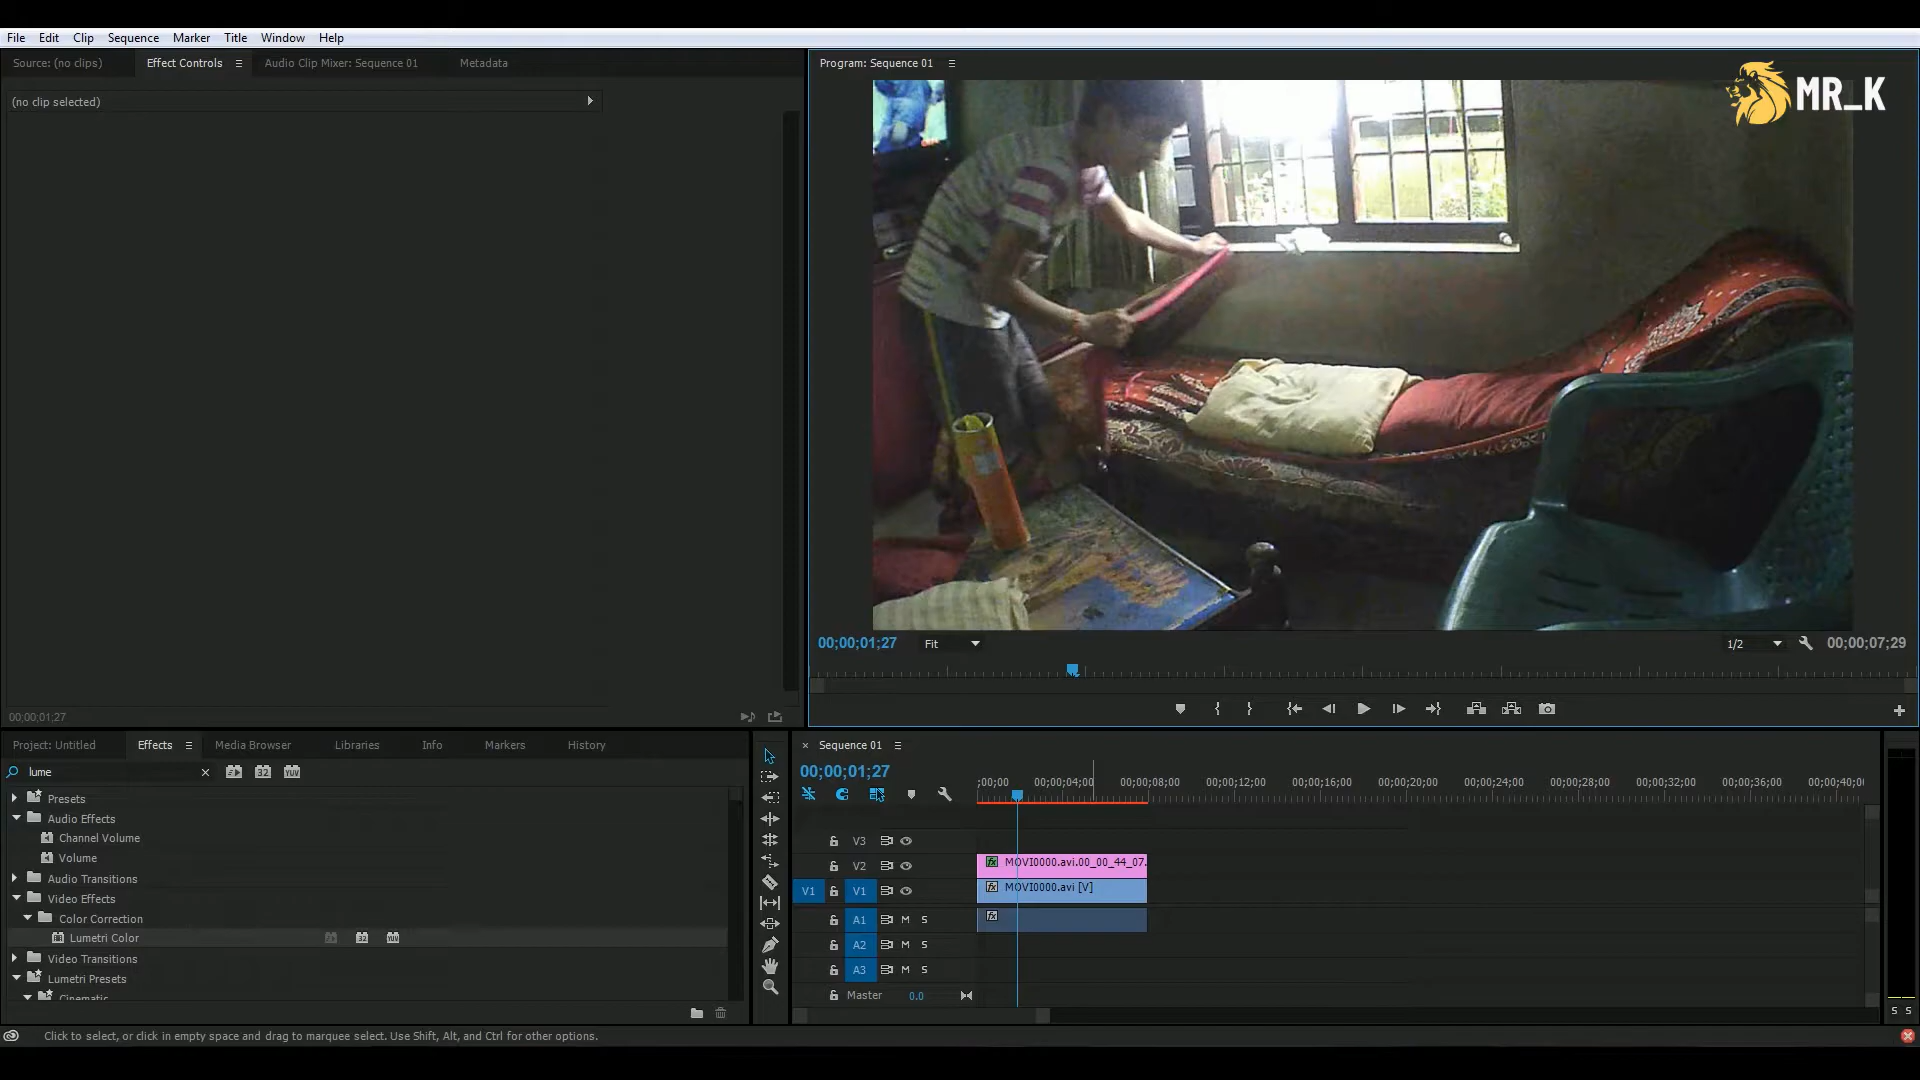 File Edit Clip Sequence Marker Title Window Help
Source: (no clips) Effect Controls Audio Clip Mixer: Sequence 01 Metadata
(no clip selected)
00;00;01;27
Program: Sequence 01
MR_K
00;00;01;27 Fit 1/2 00;00;07;29
Project: Untitled Effects Media Browser Libraries Info Markers History
lume 32 YUV
Presets
Audio Effects
Channel Volume
Volume
Audio Transitions
Video Effects
Color Correction
Lumetri Color 32 YUV
Video Transitions
Lumetri Presets
Cinematic
× Sequence 01
00;00;01;27
;00;00 00;00;04;00 00;00;08;00 00;00;12;00 00;00;16;00 00;00;20;00 00;00;24;00 00;00;28;00 00;00;32;00 00;00;36;00 00;00;40;0
V3
V2 fx MOVI0000.avi.00_00_44_07.
V1 V1 fx MOVI0000.avi [V]
A1 M S fx
A2 M S
A3 M S
Master 0.0
S S
Click to select, or click in empty space and drag to marquee select. Use Shift, Alt, and Ctrl for other options.